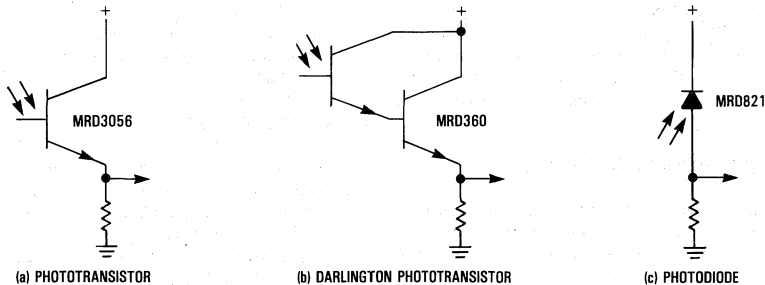 +
+
+
MRD3056
MRD360
MRD821
(a) PHOTOTRANSISTOR
(b) DARLINGTON PHOTOTRANSISTOR
(c) PHOTODIODE